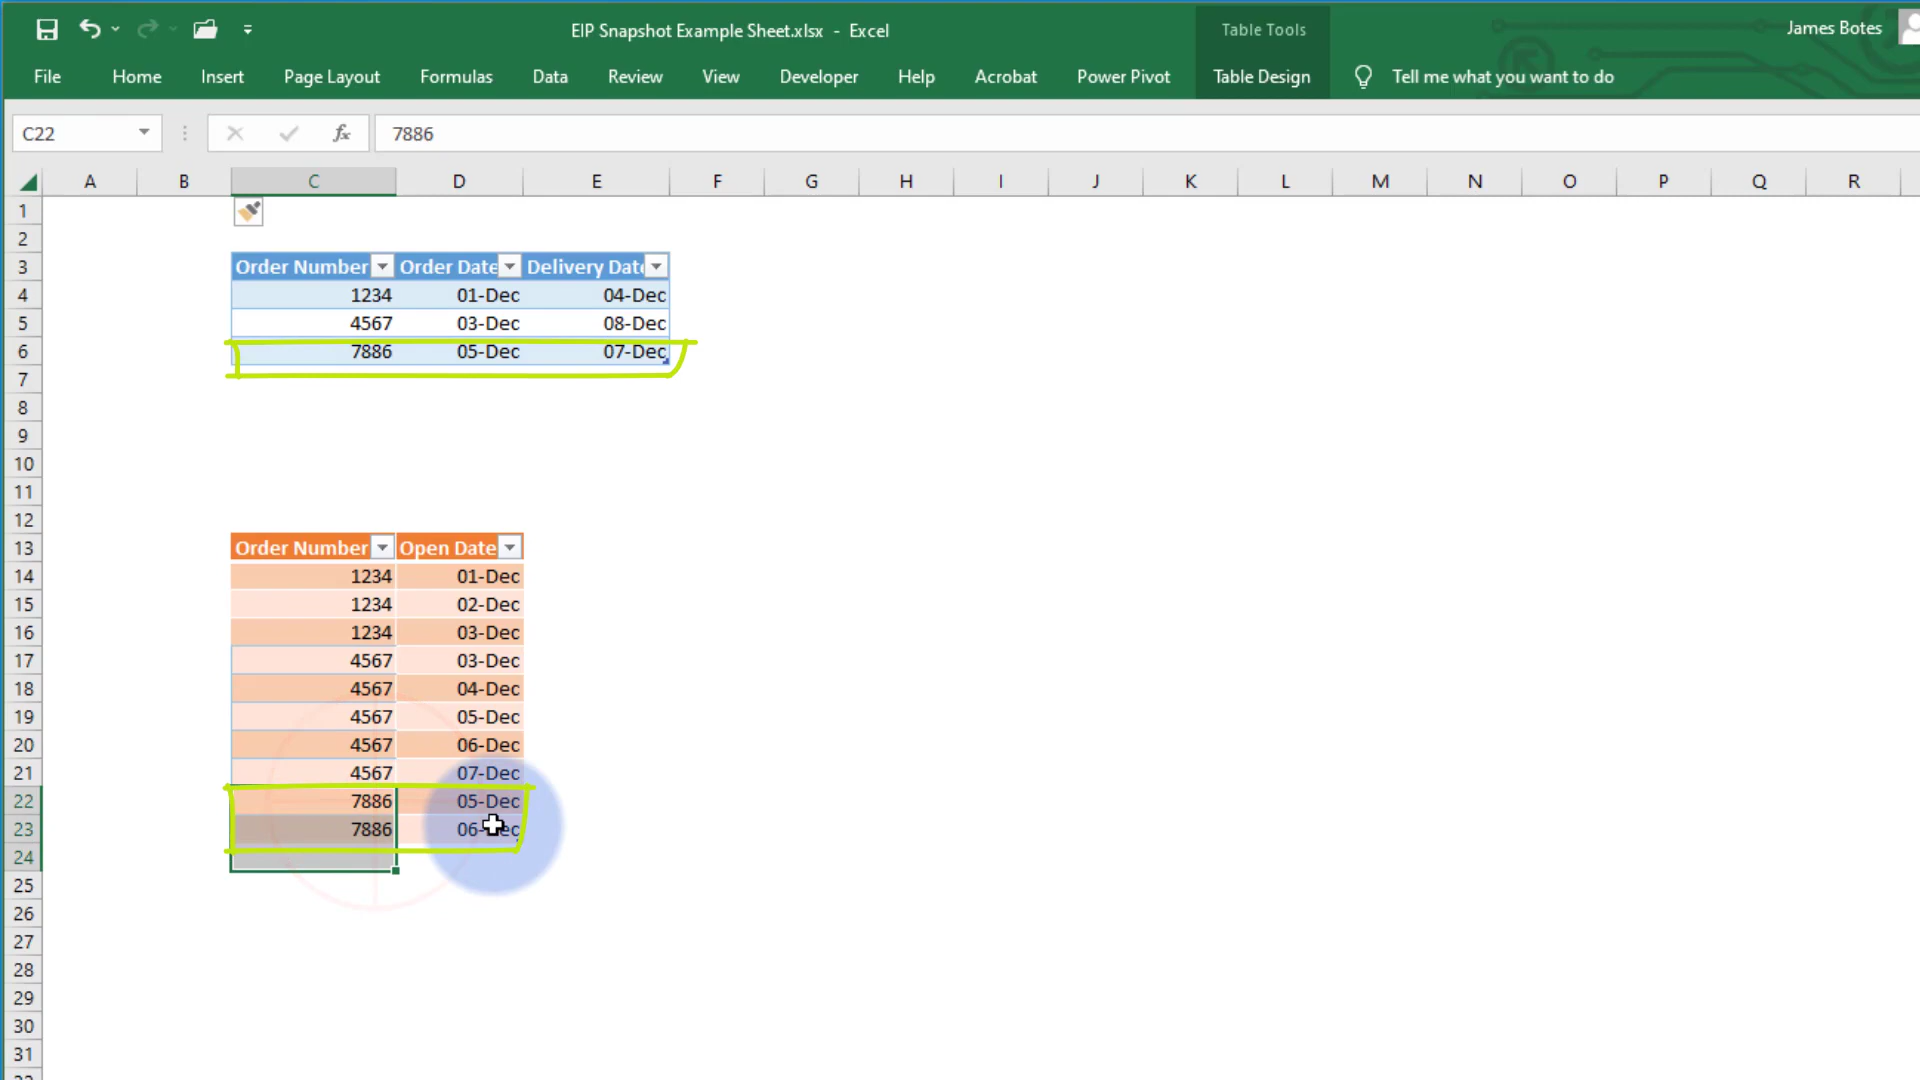 EIP Snapshot Example Sheet.xlsx - Excel
Table Tools
James Botes
File Home Insert Page Layout Formulas Data Review View Developer Help Acrobat Power Pivot Table Design Tell me what you want to do
C22 fx 7886
A B C D E F G H I J K L M N O P Q R
1
2
3 Order Number Order Date Delivery Date
4 1234 01-Dec 04-Dec
5 4567 03-Dec 08-Dec
6 7886 05-Dec 07-Dec
7
8
9
10
11
12
13 Order Number Open Date
14 1234 01-Dec
15 1234 02-Dec
16 1234 03-Dec
17 4567 03-Dec
18 4567 04-Dec
19 4567 05-Dec
20 4567 06-Dec
21 4567 07-Dec
22 7886 05-Dec
23 7886 06-Dec
24
25
26
27
28
29
30
31